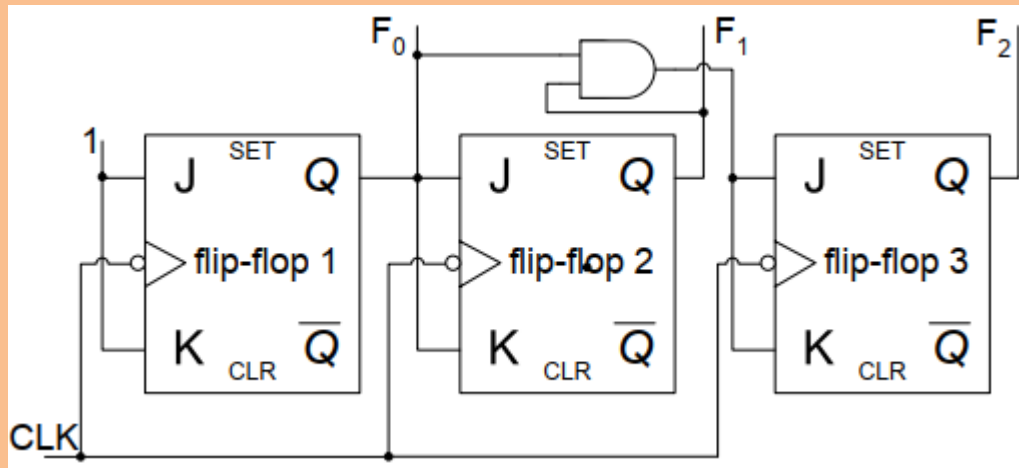 F₀ F₁ F₂
1
SET SET SET
J Q J Q J Q
flip-flop 1 flip-flop 2 flip-flop 3
K Q̅ K Q̅ K Q̅
CLR CLR CLR
CLK